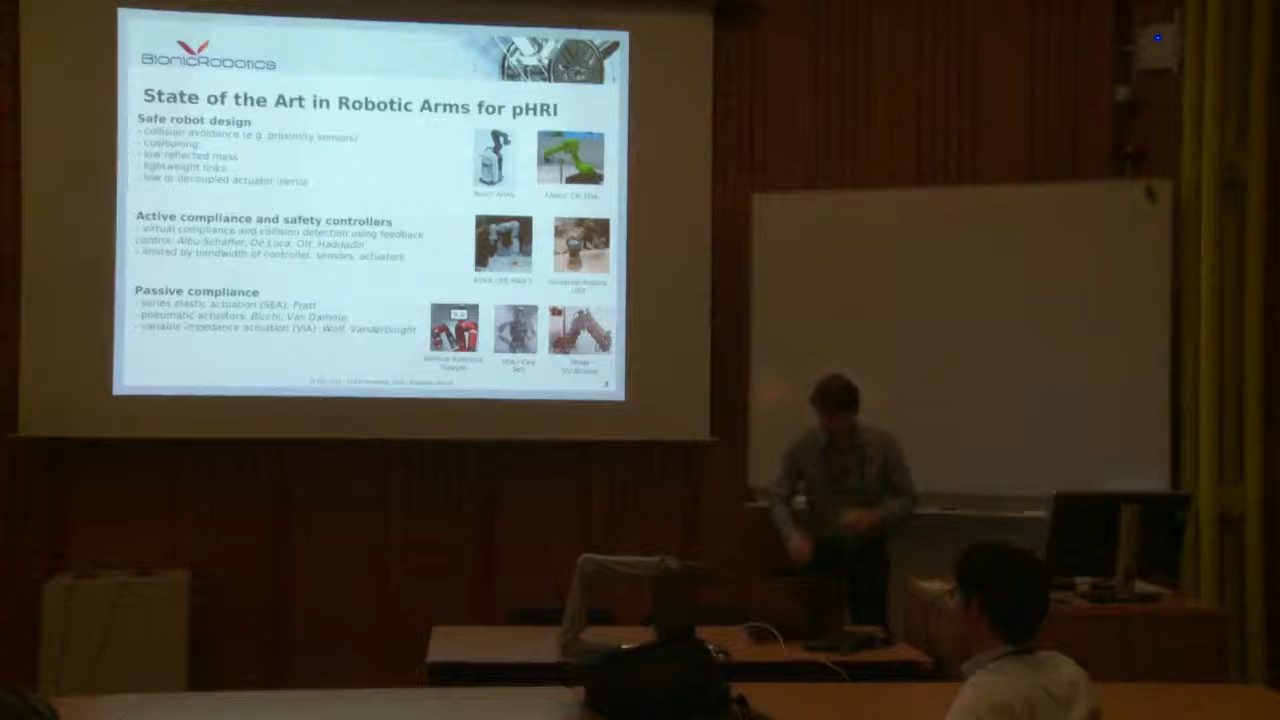 BIONICROBOTICS
State of the Art in Robotic Arms for pHRI
Safe robot design
- collision avoidance (e.g. proximity sensors)
- cushioning
- low reflected mass
- lightweight links
- low or decoupled actuator inertia
Active compliance and safety controllers
- virtual compliance and collision detection using feedback
control: Albu-Schäffer, De Luca, Ott, Haddadin
- limited by bandwidth of controller, sensors, actuators
Passive compliance
- series elastic actuation (SEA): Pratt
pneumatic actuators: Bicchi, Van Damme
- variable impedance actuation (VIA): Wolf, Vanderborght
Universal Robots
Sawyer